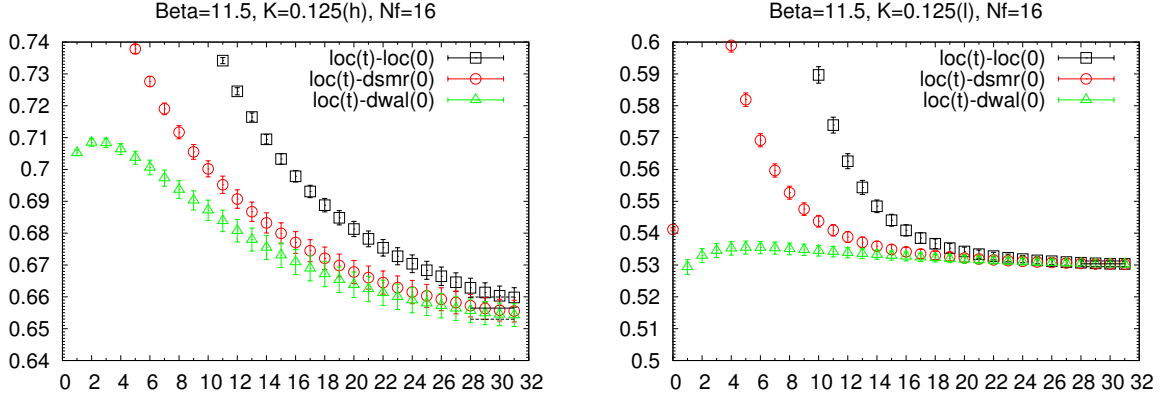 Beta=11.5, K=0.125(h), Nf=16
0.74
0.73
0.72
0.71
0.7
0.69
0.68
0.67
0.66
0.65
0.64
loc(t)-loc(0)
loc(t)-dsmr(0)
loc(t)-dwal(0)
0 2 4 6 8 10 12 14 16 18 20 22 24 26 28 30 32
Beta=11.5, K=0.125(l), Nf=16
0.6
0.59
0.58
0.57
0.56
0.55
0.54
0.53
0.52
0.51
0.5
loc(t)-loc(0)
loc(t)-dsmr(0)
loc(t)-dwal(0)
0 2 4 6 8 10 12 14 16 18 20 22 24 26 28 30 32